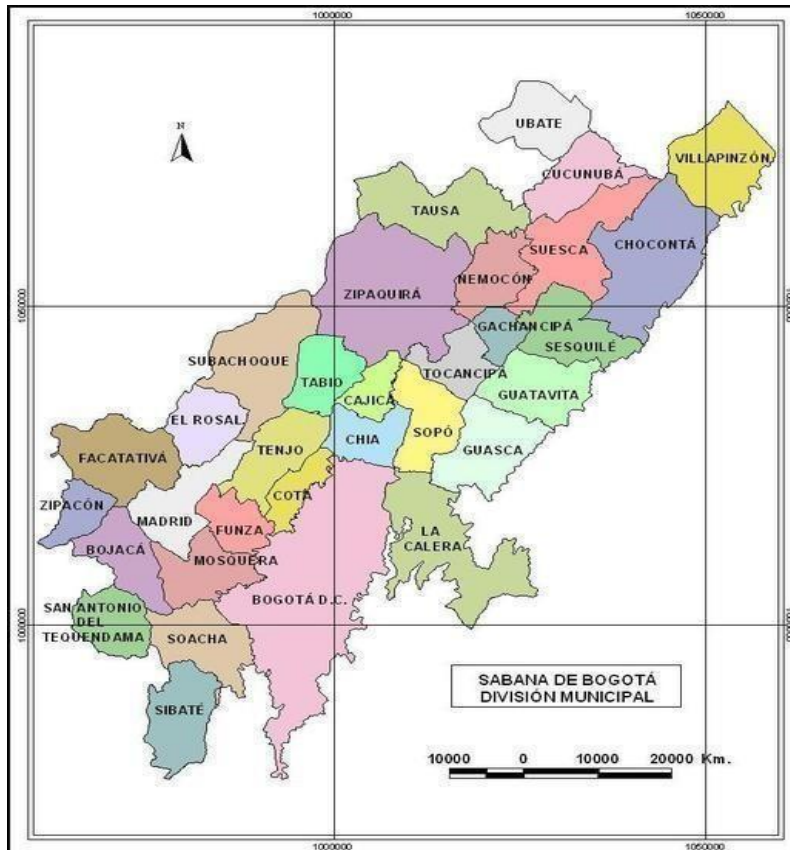 1000000
1050000
N
UBATE
VILLAPINZÓN
CUCUNUBÁ
TAUSA
SUESCA
CHOCONTÁ
NEMOCÓN
ZIPAQUIRÁ
1050000
GACHANCIPÁ
SESQUILÉ
SUBACHOQUE
TOCANCIPÁ
TABIO
CAJICÁ
GUATAVITA
EL ROSAL
CHIA
SOPÓ
TENJO
GUASCA
FACATATIVÁ
COTA
ZIPACÓN
MADRID
FUNZA
LA
CALERA
BOJACÁ
MOSQUERA
BOGOTÁ D.C.
SAN ANTONIO
DEL
TEQUENDAMA
1000000
SOACHA
SIBATÉ
SABANA DE BOGOTÁ
DIVISIÓN MUNICIPAL
10000 0 10000 20000 Km.
1000000
1050000